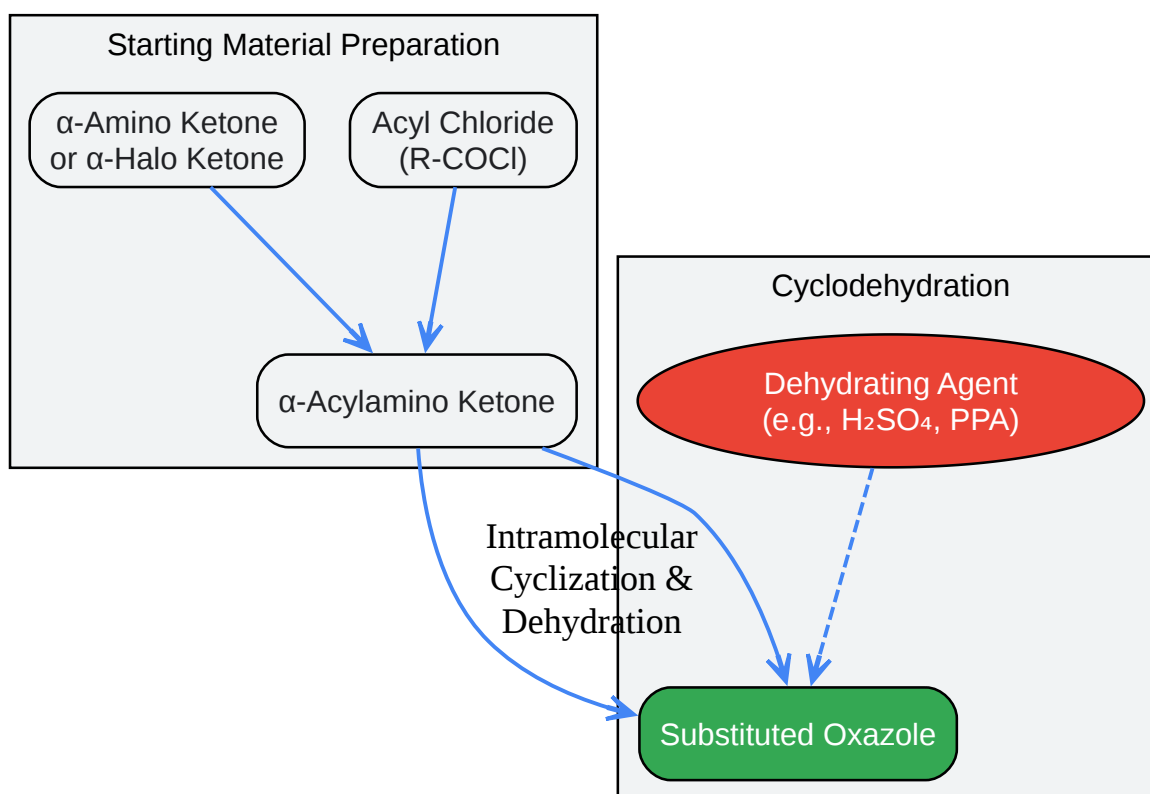 Starting Material Preparation
α-Amino Ketone
or α-Halo Ketone
Acyl Chloride
(R-COCl)
α-Acylamino Ketone
Cyclodehydration
Dehydrating Agent
(e.g., H₂SO₄, PPA)
Intramolecular
Cyclization &
Dehydration
Substituted Oxazole